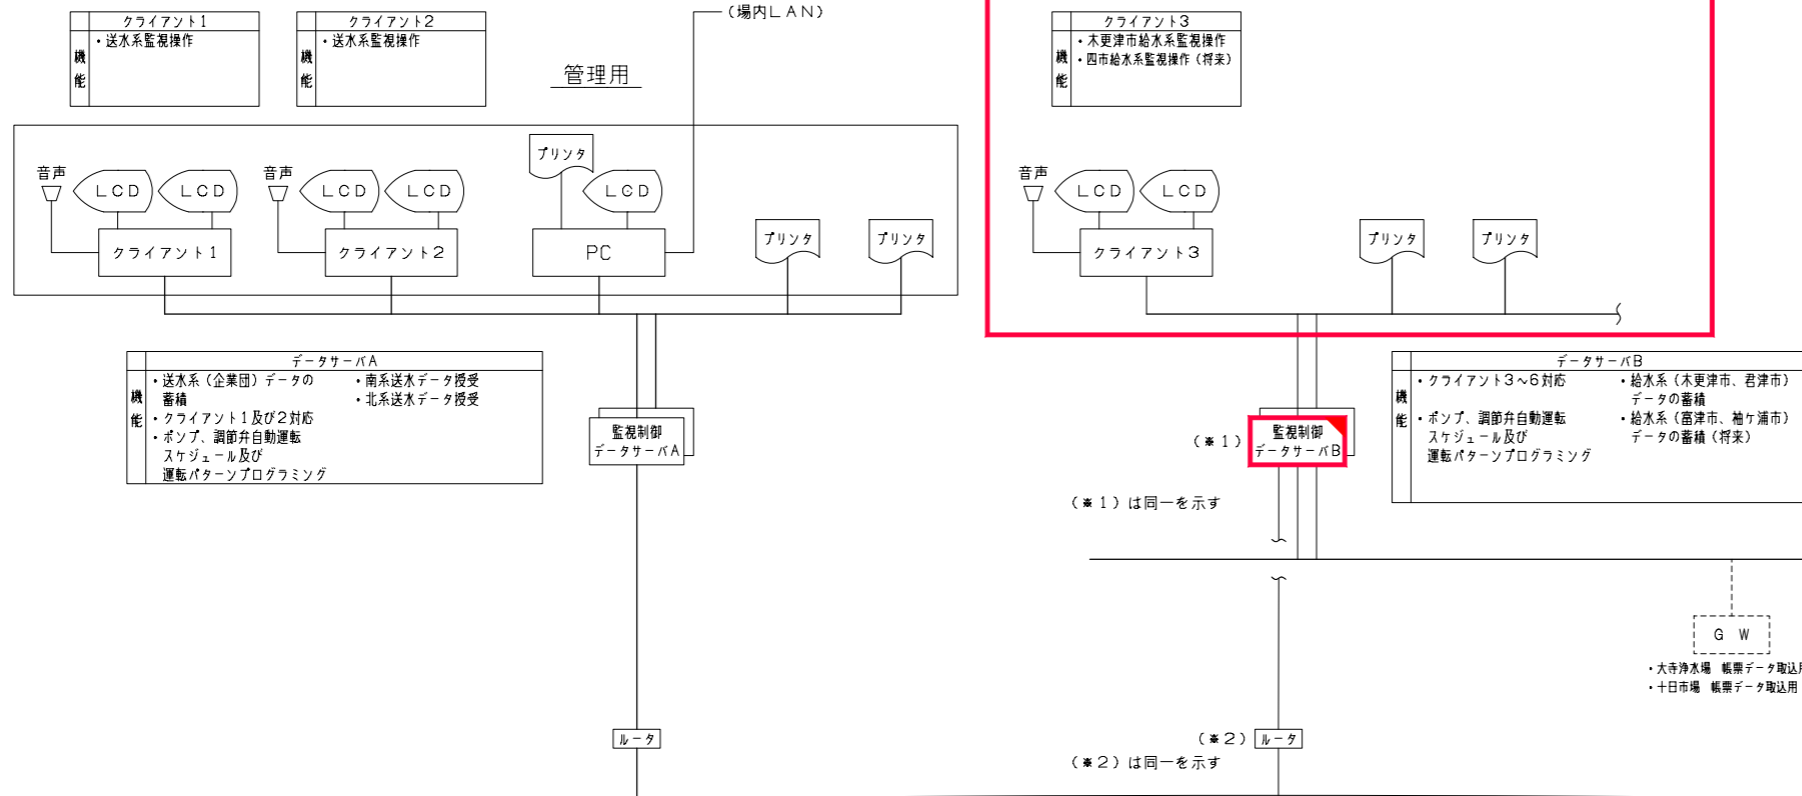 (場内LAN)
クライアント1
機能
・送水系監視操作
クライアント2
機能
・送水系監視操作
管理用
クライアント3
機能
・木更津市給水系監視操作
・四市給水系監視操作(将来)
音声
LCD
LCD
クライアント1
音声
LCD
LCD
クライアント2
プリンタ
LCD
PC
プリンタ
プリンタ
音声
LCD
LCD
クライアント3
プリンタ
プリンタ
データサーバA
機能
・送水系(企業団)データの
蓄積
・クライアント1及び2対応
・ポンプ、調節弁自動運転
スケジュール及び
運転パターンプログラミング
・南系送水データ授受
・北系送水データ授受
監視制御
データサーバA
(※1)
監視制御
データサーバB
データサーバB
機能
・クライアント3~6対応
・ポンプ、調節弁自動運転
スケジュール及び
運転パターンプログラミング
・給水系(木更津市、君津市)
データの蓄積
・給水系(富津市、袖ケ浦市)
データの蓄積(将来)
(※1)は同一を示す
GW
・大寺浄水場 帳票データ取込用
・十日市場 帳票データ取込用
ルータ
(※2)
ルータ
(※2)は同一を示す